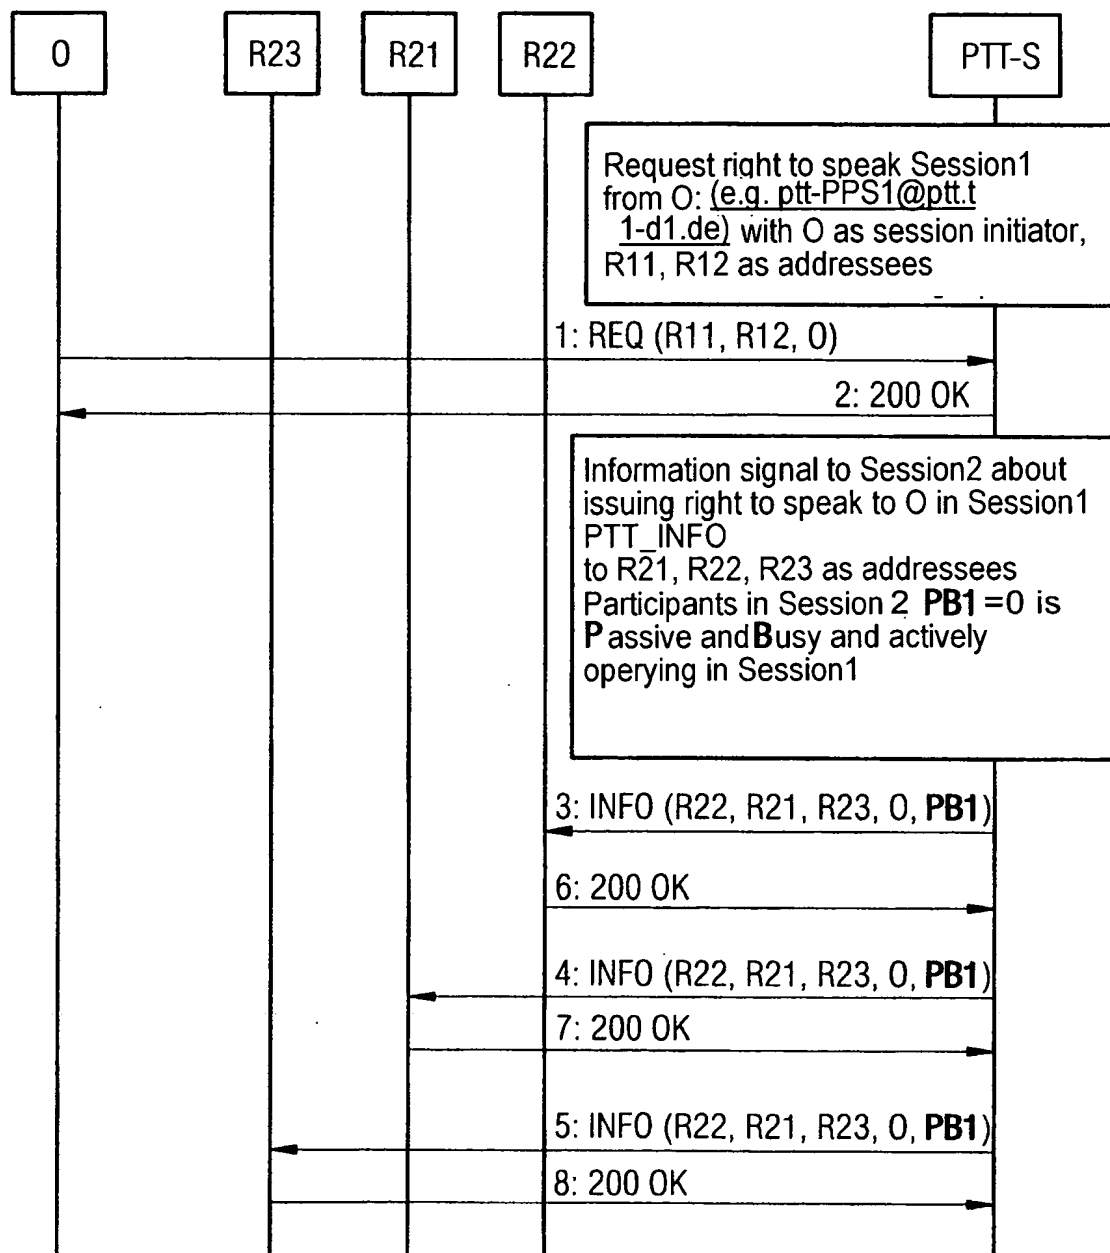 O
R23
R21
R22
PTT-S
Request right to speak Session1
from O: (e.g. ptt-PPS1@ptt.t
1-d1.de) with O as session initiator,
R11, R12 as addressees
1: REQ (R11, R12, O)
2: 200 OK
Information signal to Session2 about
issuing right to speak to O in Session1
PTT_INFO
to R21, R22, R23 as addressees
Participants in Session 2 PB1=0 is
Passive and Busy and actively
operying in Session1
3: INFO (R22, R21, R23, O, PB1)
6: 200 OK
4: INFO (R22, R21, R23, O, PB1)
7: 200 OK
5: INFO (R22, R21, R23, O, PB1)
8: 200 OK